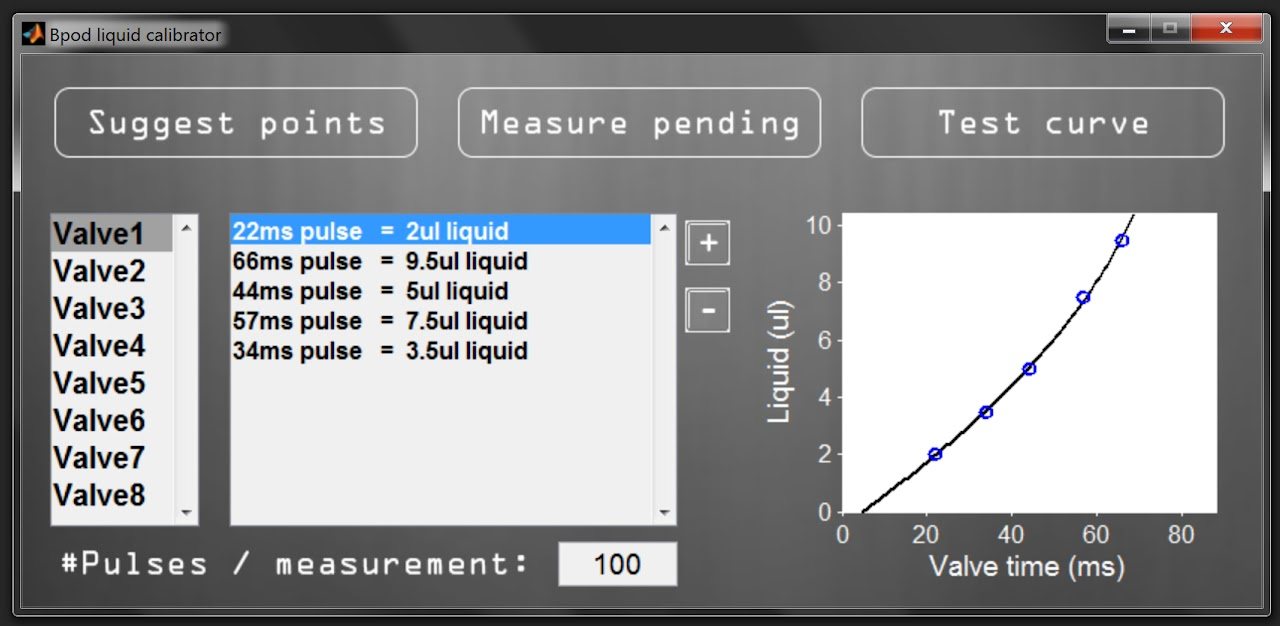 Bpod liquid calibrator
Suggest points
Measure pending
Test curve
Valve1
Valve2
Valve3
Valve4
Valve5
Valve6
Valve7
Valve8
22ms pulse = 2ul liquid
66ms pulse = 9.5ul liquid
44ms pulse = 5ul liquid
57ms pulse = 7.5ul liquid
34ms pulse = 3.5ul liquid
+
-
#Pulses / measurement: 100
Liquid (ul)
10
8
6
4
2
0
0 20 40 60 80
Valve time (ms)